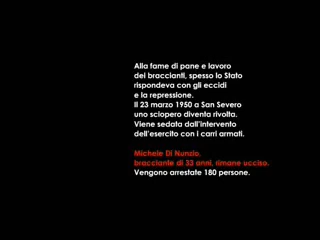 Alla fame di pane e lavoro
dei braccianti, spesso lo Stato
rispondeva con gli eccidi
e la repressione.
Il 23 marzo 1950 a San Severo
uno sciopero diventa rivolta.
Viene sedata dall'intervento
dell'esercito con i carri armati.
Michele Di Nunzio,
bracciante di 33 anni, rimane ucciso.
Vengono arrestate 180 persone.